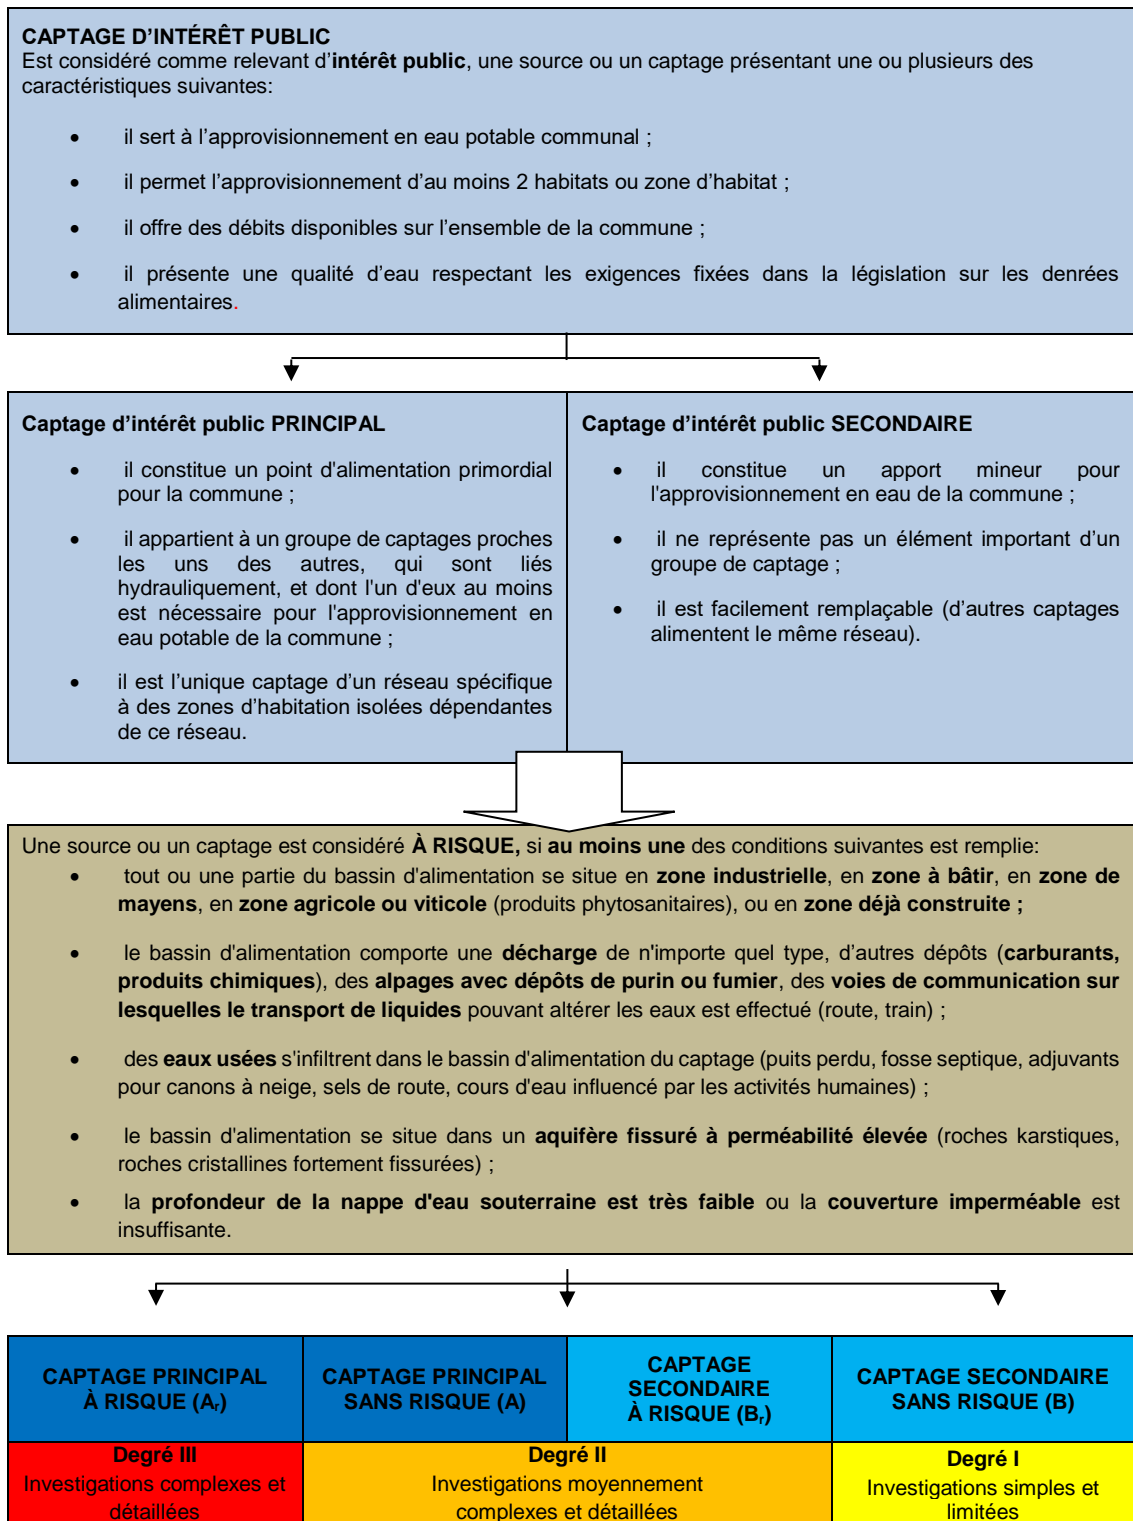 CAPTAGE D’INTÉRÊT PUBLIC
Est considéré comme relevant d’intérêt public, une source ou un captage présentant une ou plusieurs des
caractéristiques suivantes:
• il sert à l’approvisionnement en eau potable communal ;
• il permet l’approvisionnement d’au moins 2 habitats ou zone d’habitat ;
• il offre des débits disponibles sur l’ensemble de la commune ;
• il présente une qualité d’eau respectant les exigences fixées dans la législation sur les denrées
alimentaires.
Captage d’intérêt public PRINCIPAL
• il constitue un point d'alimentation primordial
pour la commune ;
• il appartient à un groupe de captages proches
les uns des autres, qui sont liés
hydrauliquement, et dont l'un d'eux au moins
est nécessaire pour l'approvisionnement en
eau potable de la commune ;
• il est l’unique captage d’un réseau spécifique
à des zones d’habitation isolées dépendantes
de ce réseau.
Captage d’intérêt public SECONDAIRE
• il constitue un apport mineur pour
l'approvisionnement en eau de la commune ;
• il ne représente pas un élément important d’un
groupe de captage ;
• il est facilement remplaçable (d’autres captages
alimentent le même réseau).
Une source ou un captage est considéré À RISQUE, si au moins une des conditions suivantes est remplie:
• tout ou une partie du bassin d'alimentation se situe en zone industrielle, en zone à bâtir, en zone de
mayens, en zone agricole ou viticole (produits phytosanitaires), ou en zone déjà construite ;
• le bassin d'alimentation comporte une décharge de n'importe quel type, d’autres dépôts (carburants,
produits chimiques), des alpages avec dépôts de purin ou fumier, des voies de communication sur
lesquelles le transport de liquides pouvant altérer les eaux est effectué (route, train) ;
• des eaux usées s'infiltrent dans le bassin d'alimentation du captage (puits perdu, fosse septique, adjuvants
pour canons à neige, sels de route, cours d'eau influencé par les activités humaines) ;
• le bassin d'alimentation se situe dans un aquifère fissuré à perméabilité élevée (roches karstiques,
roches cristallines fortement fissurées) ;
• la profondeur de la nappe d'eau souterraine est très faible ou la couverture imperméable est
insuffisante.
CAPTAGE PRINCIPAL
À RISQUE (Ar)
CAPTAGE PRINCIPAL
SANS RISQUE (A)
CAPTAGE
SECONDAIRE
À RISQUE (Br)
CAPTAGE SECONDAIRE
SANS RISQUE (B)
Degré III
Investigations complexes et
détaillées
Degré II
Investigations moyennement
complexes et détaillées
Degré I
Investigations simples et
limitées